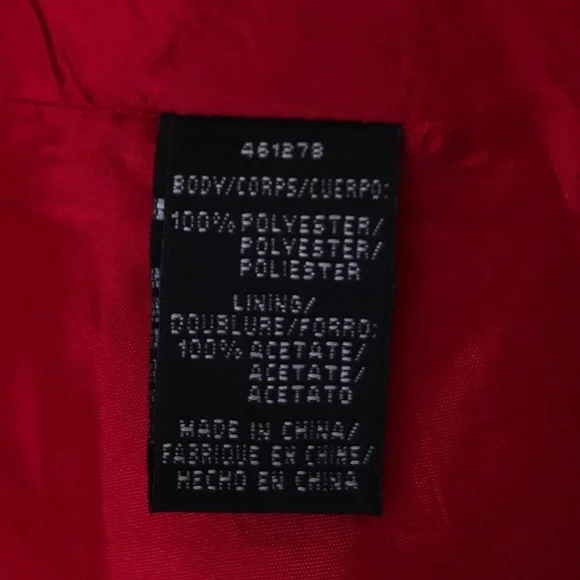 461278
BODY/CORPS/CUERPO:
100% POLYESTER/
POLYESTER/
POLIESTER
LINING/
DOUBLURE/FORRO:
100% ACETATE/
ACETATE/
ACETATO
MADE IN CHINA/
FABRIQUE EN CHINE/
HECHO EN CHINA